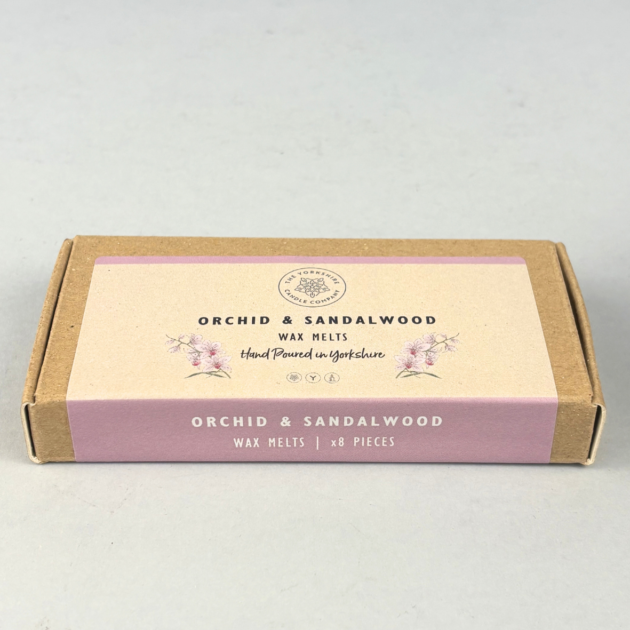 THE YORKSHIRE
CANDLE COMPANY
ORCHID & SANDALWOOD
WAX MELTS
Hand Poured in Yorkshire
Y
ORCHID & SANDALWOOD
WAX MELTS | x8 PIECES